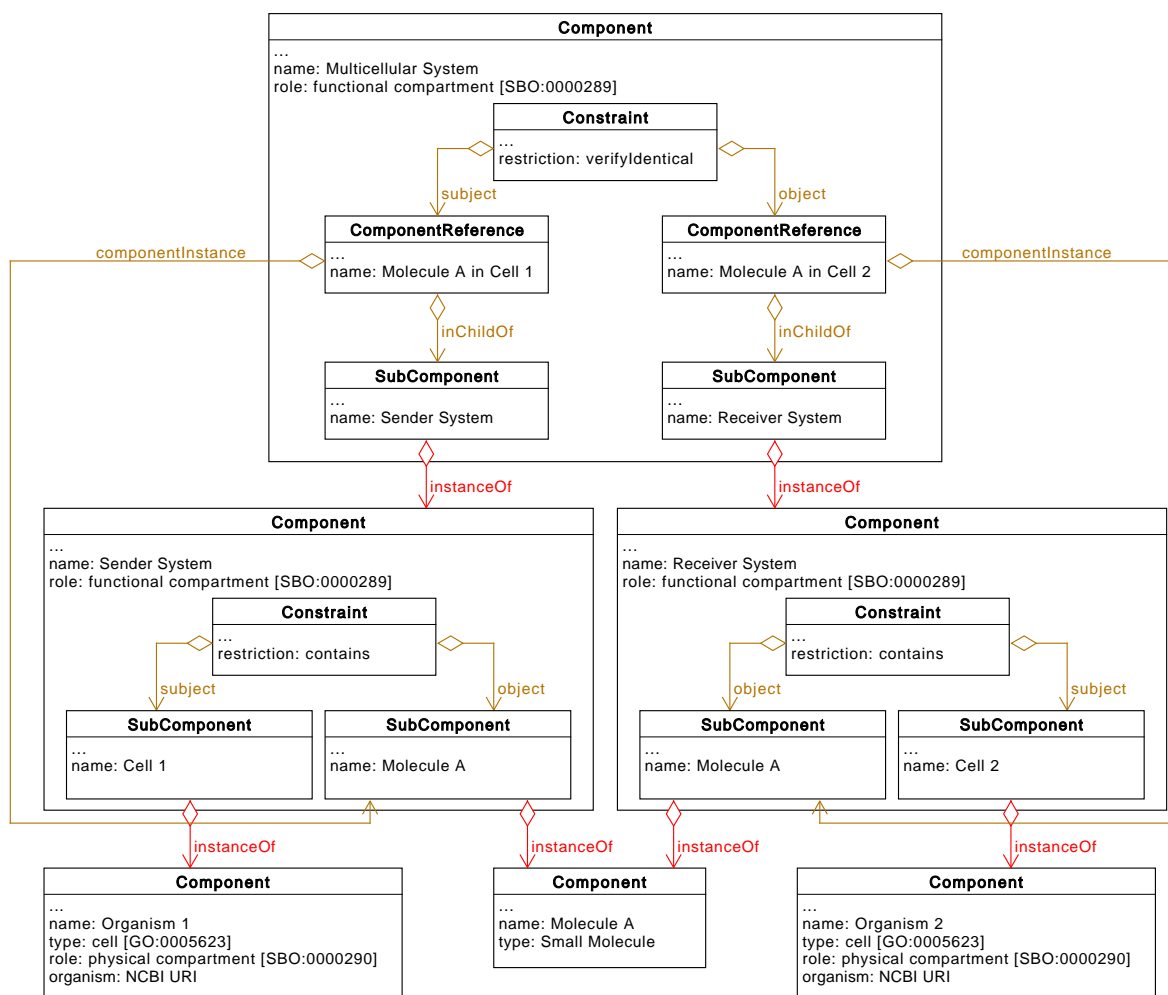 Component
...
name: Multicellular System
role: functional compartment [SBO:0000289]
Constraint
...
restriction: verifyIdentical
subject
object
ComponentReference
...
name: Molecule A in Cell 1
ComponentReference
...
name: Molecule A in Cell 2
componentInstance
componentInstance
inChildOf
inChildOf
SubComponent
...
name: Sender System
SubComponent
...
name: Receiver System
instanceOf
instanceOf
Component
...
name: Sender System
role: functional compartment [SBO:0000289]
Constraint
...
restriction: contains
subject
object
SubComponent
...
name: Cell 1
SubComponent
...
name: Molecule A
Component
...
name: Receiver System
role: functional compartment [SBO:0000289]
Constraint
...
restriction: contains
object
subject
SubComponent
...
name: Molecule A
SubComponent
...
name: Cell 2
instanceOf
instanceOf
instanceOf
instanceOf
Component
...
name: Organism 1
type: cell [GO:0005623]
role: physical compartment [SBO:0000290]
organism: NCBI URI
Component
...
name: Molecule A
type: Small Molecule
Component
...
name: Organism 2
type: cell [GO:0005623]
role: physical compartment [SBO:0000290]
organism: NCBI URI